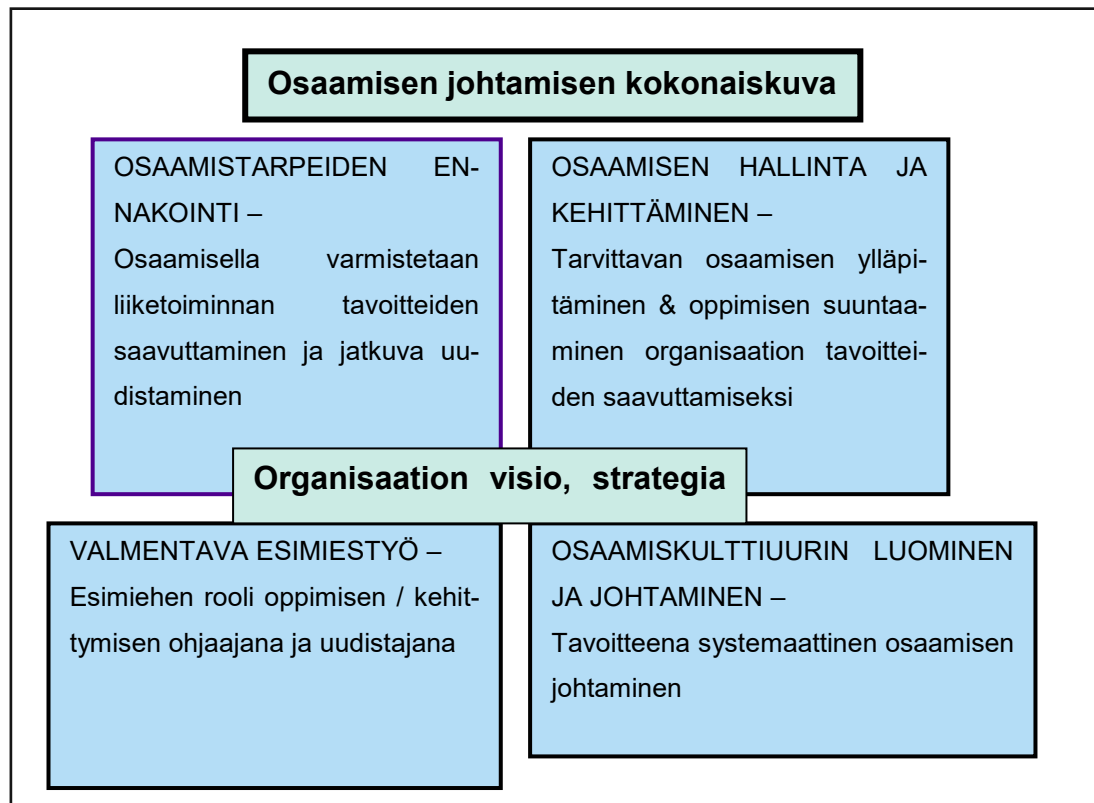 Osaamisen johtamisen kokonaiskuva
OSAAMISTARPEIDEN EN-
NAKOINTI –
Osaamisella varmistetaan
liiketoiminnan tavoitteiden
saavuttaminen ja jatkuva uu-
distaminen
OSAAMISEN HALLINTA JA
KEHITTÄMINEN –
Tarvittavan osaamisen ylläpi-
täminen & oppimisen suuntaa-
minen organisaation tavoittei-
den saavuttamiseksi
Organisaation visio, strategia
VALMENTAVA ESIMIESTYÖ –
Esimiehen rooli oppimisen / kehit-
tymisen ohjaajana ja uudistajana
OSAAMISKULTTIUURIN LUOMINEN
JA JOHTAMINEN –
Tavoitteena systemaattinen osaamisen
johtaminen